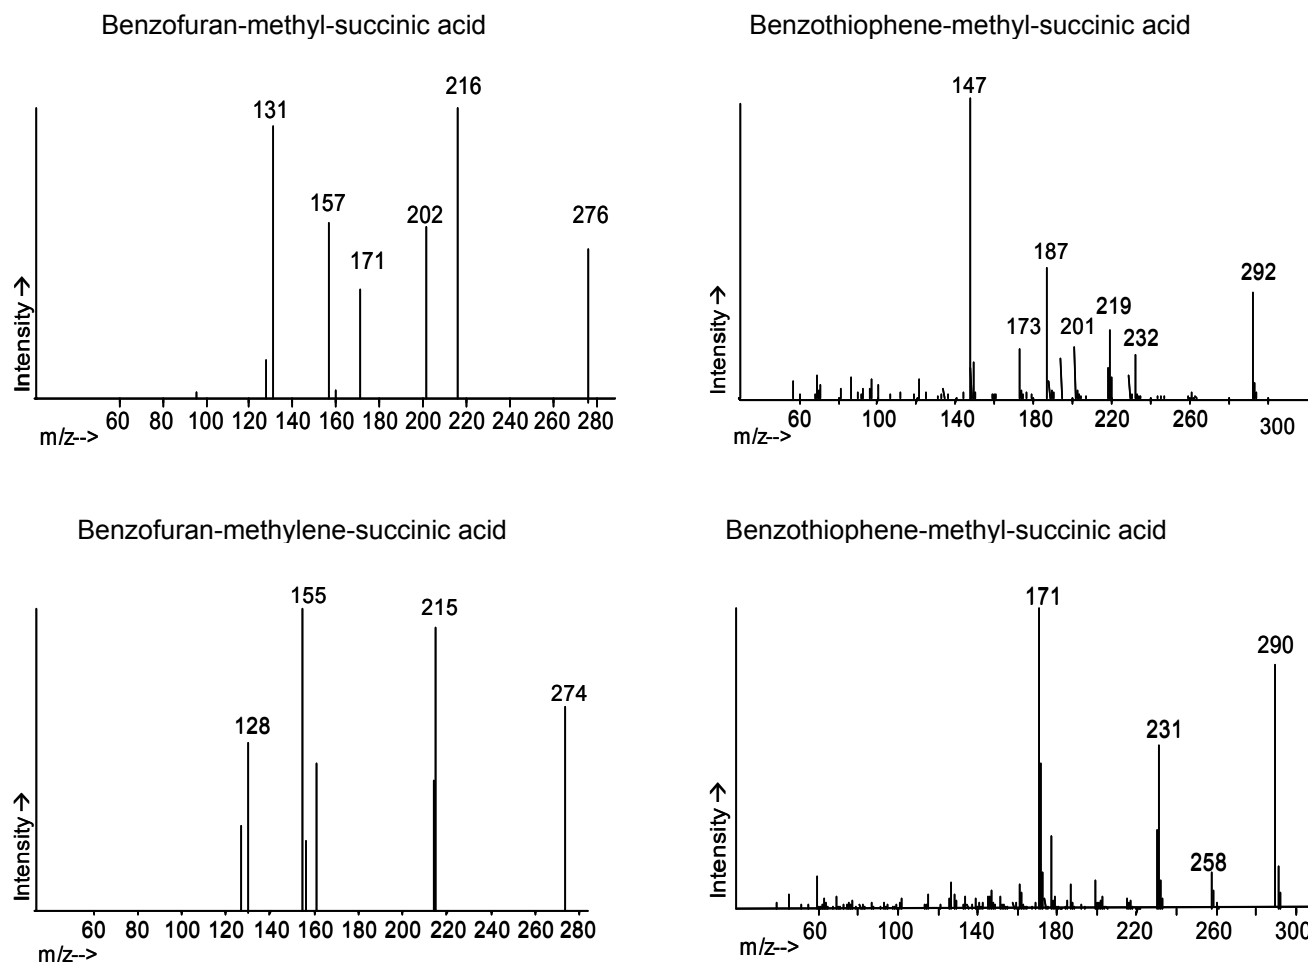 Benzofuran-methyl-succinic acid
216
131
157
202
276
171
Intensity →
60 80 100 120 140 160 180 200 220 240 260 280
m/z-->
Benzothiophene-methyl-succinic acid
147
187
292
219
173
201
232
Intensity →
60 100 140 180 220 260 300
m/z-->
Benzofuran-methylene-succinic acid
155
215
274
128
Intensity →
60 80 100 120 140 160 180 200 220 240 260 280
m/z-->
Benzothiophene-methyl-succinic acid
171
290
231
258
Intensity →
60 100 140 180 220 260 300
m/z-->